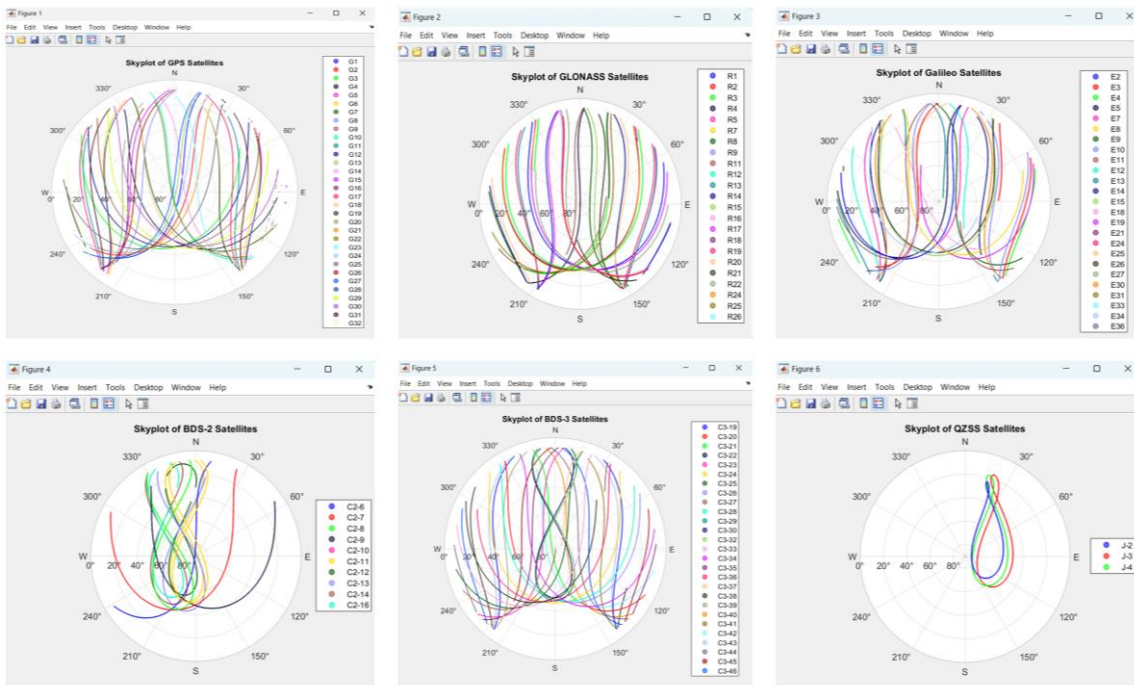 Figure 1
File Edit View Insert Tools Desktop Window Help
Skyplot of GPS Satellites
N
330°
30°
300°
60°
W
E
0°
20°
40°
60°
80°
240°
120°
210°
150°
S
G1
G2
G3
G4
G5
G6
G7
G8
G9
G10
G11
G12
G13
G14
G15
G16
G17
G18
G19
G20
G21
G22
G23
G24
G25
G26
G27
G28
G29
G30
G31
G32
Figure 2
File Edit View Insert Tools Desktop Window Help
Skyplot of GLONASS Satellites
N
330°
30°
300°
60°
W
E
0°
20°
40°
60°
80°
240°
120°
210°
150°
S
R1
R2
R3
R4
R5
R7
R8
R9
R11
R12
R13
R14
R15
R16
R17
R18
R19
R20
R21
R22
R24
R25
R26
Figure 3
File Edit View Insert Tools Desktop Window Help
Skyplot of Galileo Satellites
N
330°
30°
300°
60°
W
E
0°
20°
40°
60°
80°
240°
120°
210°
150°
S
E2
E3
E4
E5
E7
E8
E9
E10
E11
E12
E13
E14
E15
E18
E19
E21
E24
E25
E26
E27
E30
E31
E33
E34
E36
Figure 4
File Edit View Insert Tools Desktop Window Help
Skyplot of BDS-2 Satellites
N
330°
30°
300°
60°
W
E
0°
20°
40°
60°
80°
240°
120°
210°
150°
S
C2-6
C2-7
C2-8
C2-9
C2-10
C2-11
C2-12
C2-13
C2-14
C2-16
Figure 5
File Edit View Insert Tools Desktop Window Help
Skyplot of BDS-3 Satellites
N
330°
30°
300°
60°
W
E
0°
20°
40°
60°
80°
240°
120°
210°
150°
S
C3-19
C3-20
C3-21
C3-22
C3-23
C3-24
C3-25
C3-26
C3-27
C3-28
C3-29
C3-30
C3-32
C3-33
C3-34
C3-35
C3-36
C3-37
C3-38
C3-39
C3-40
C3-41
C3-42
C3-43
C3-44
C3-45
C3-46
Figure 6
File Edit View Insert Tools Desktop Window Help
Skyplot of QZSS Satellites
N
330°
30°
300°
60°
W
E
0°
20°
40°
60°
80°
240°
120°
210°
150°
S
J-2
J-3
J-4